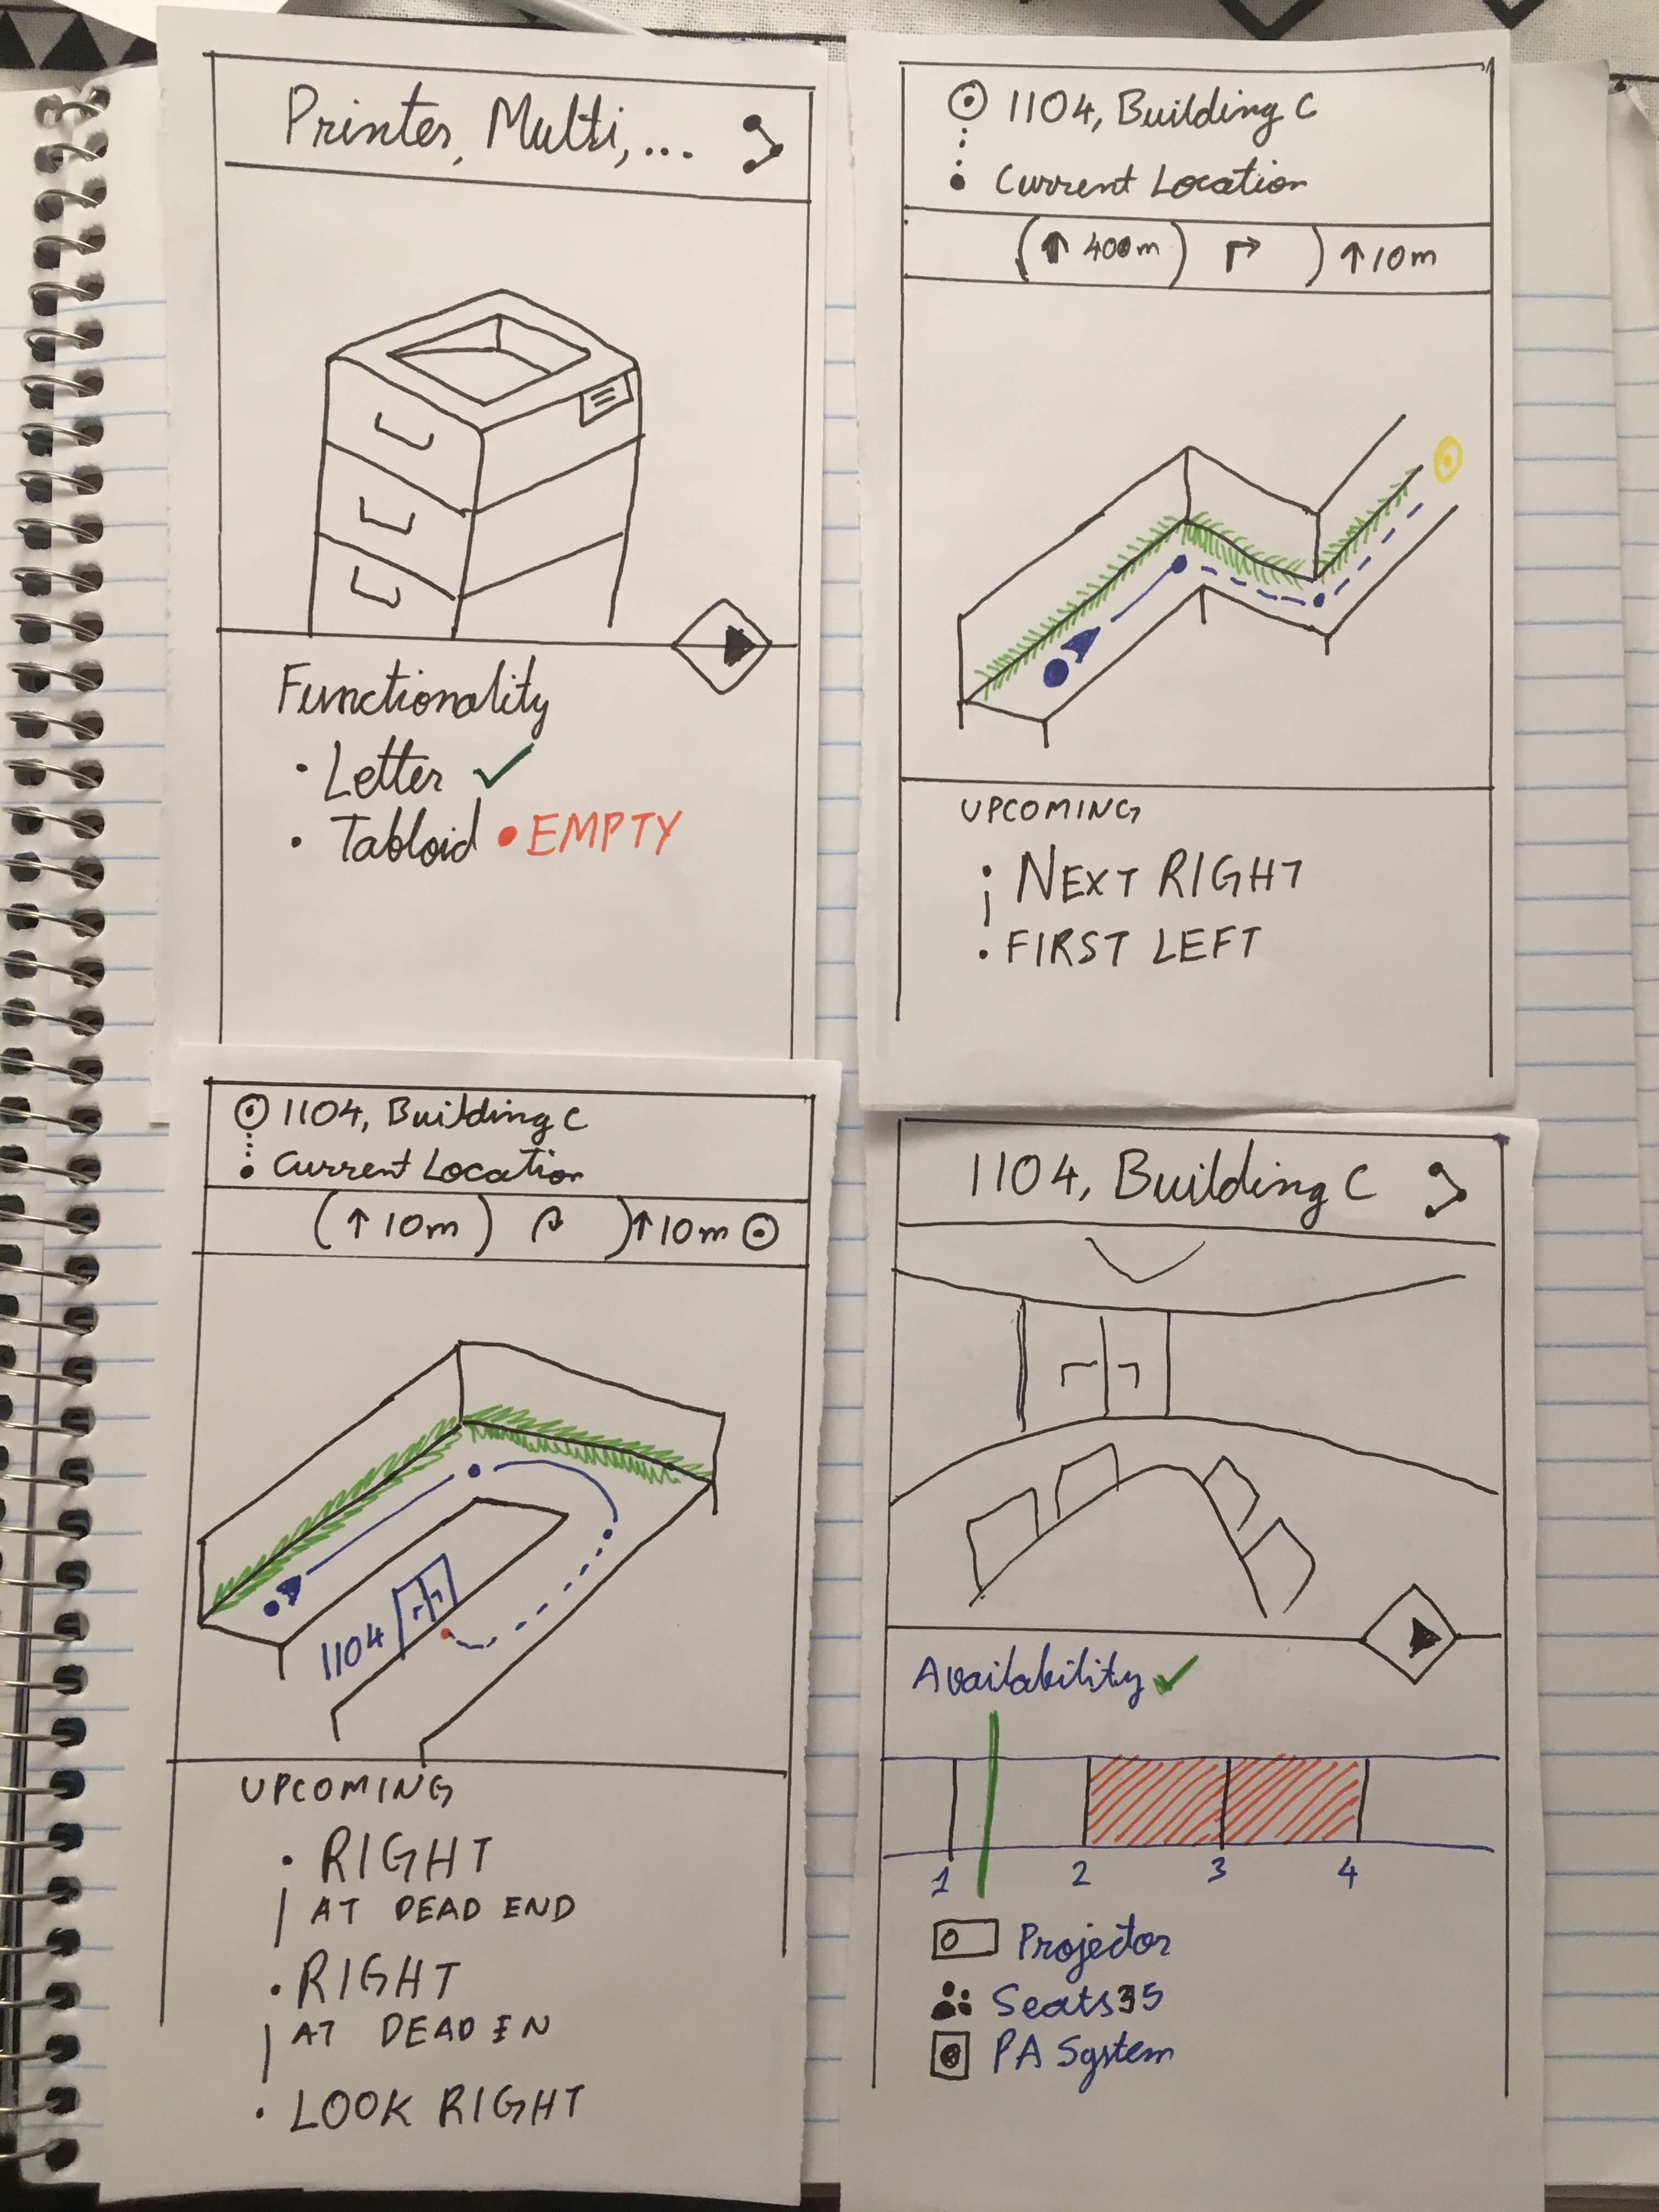 Printer, Multi, ...
Functionality
• Letter ✓
• Tabloid • EMPTY
1104, Building C
Current Location
(↑ 400m) ↱ ) ↑10m
UPCOMING
NEXT RIGHT
• FIRST LEFT
1104, Building C
Current Location
(↑ 10m) ) ↑10m
1104
UPCOMING
• RIGHT
AT DEAD END
• RIGHT
AT DEAD EN
• LOOK RIGHT
1104, Building C
Availability ✓
1 2 3 4
Projector
Seats 35
PA System